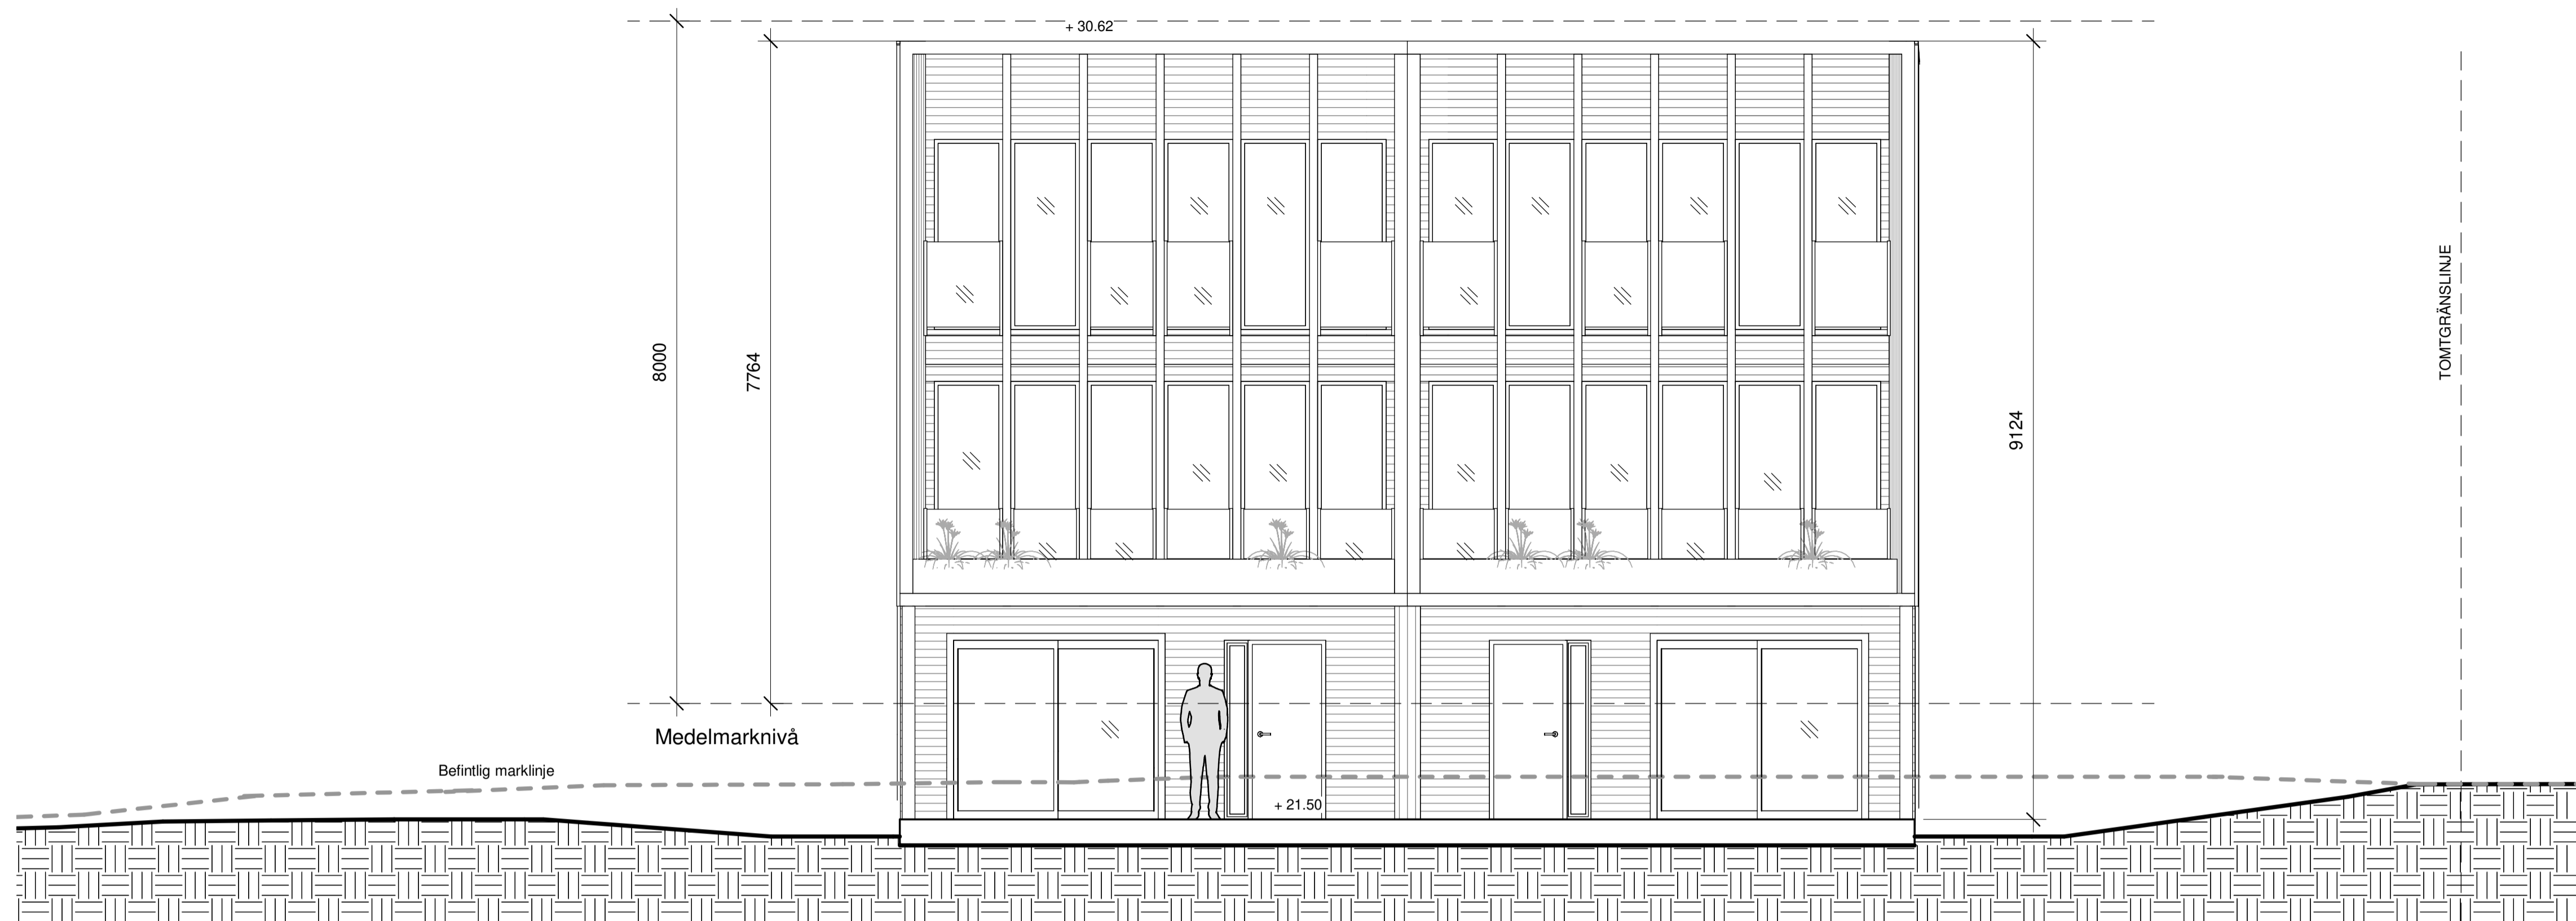 + 30.62
8000
7764
9124
TOMTGRÄNSLINJE
Medelmarknivå
Befintlig marklinje
+ 21.50